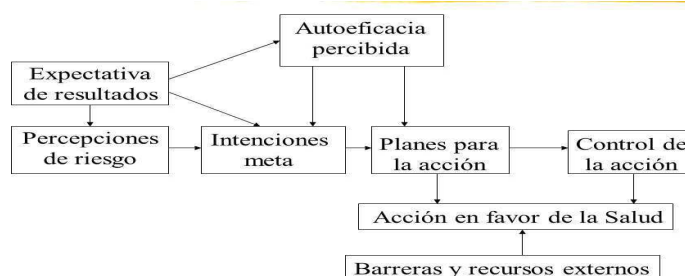 Autoeficacia
percibida
Expectativa
de resultados
Percepciones
de riesgo
Intenciones
meta
Planes para
la acción
Control de
la acción
Acción en favor de la Salud
Barreras y recursos externos